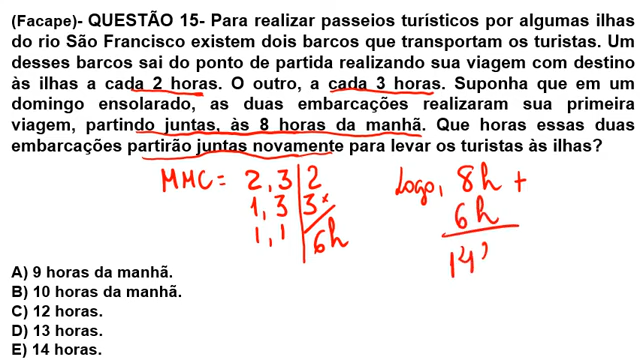 (Facape)- QUESTÃO 15- Para realizar passeios turísticos por algumas ilhas
do rio São Francisco existem dois barcos que transportam os turistas. Um
desses barcos sai do ponto de partida realizando sua viagem com destino
às ilhas a cada 2 horas. O outro, a cada 3 horas. Suponha que em um
domingo ensolarado, as duas embarcações realizaram sua primeira
viagem, partindo juntas, às 8 horas da manhã. Que horas essas duas
embarcações partirão juntas novamente para levar os turistas às ilhas?
MMC = 2, 3 | 2
1, 3 | 3 x
1, 1 | 6h
Logo, 8h +
6h
14
A) 9 horas da manhã.
B) 10 horas da manhã.
C) 12 horas.
D) 13 horas.
E) 14 horas.